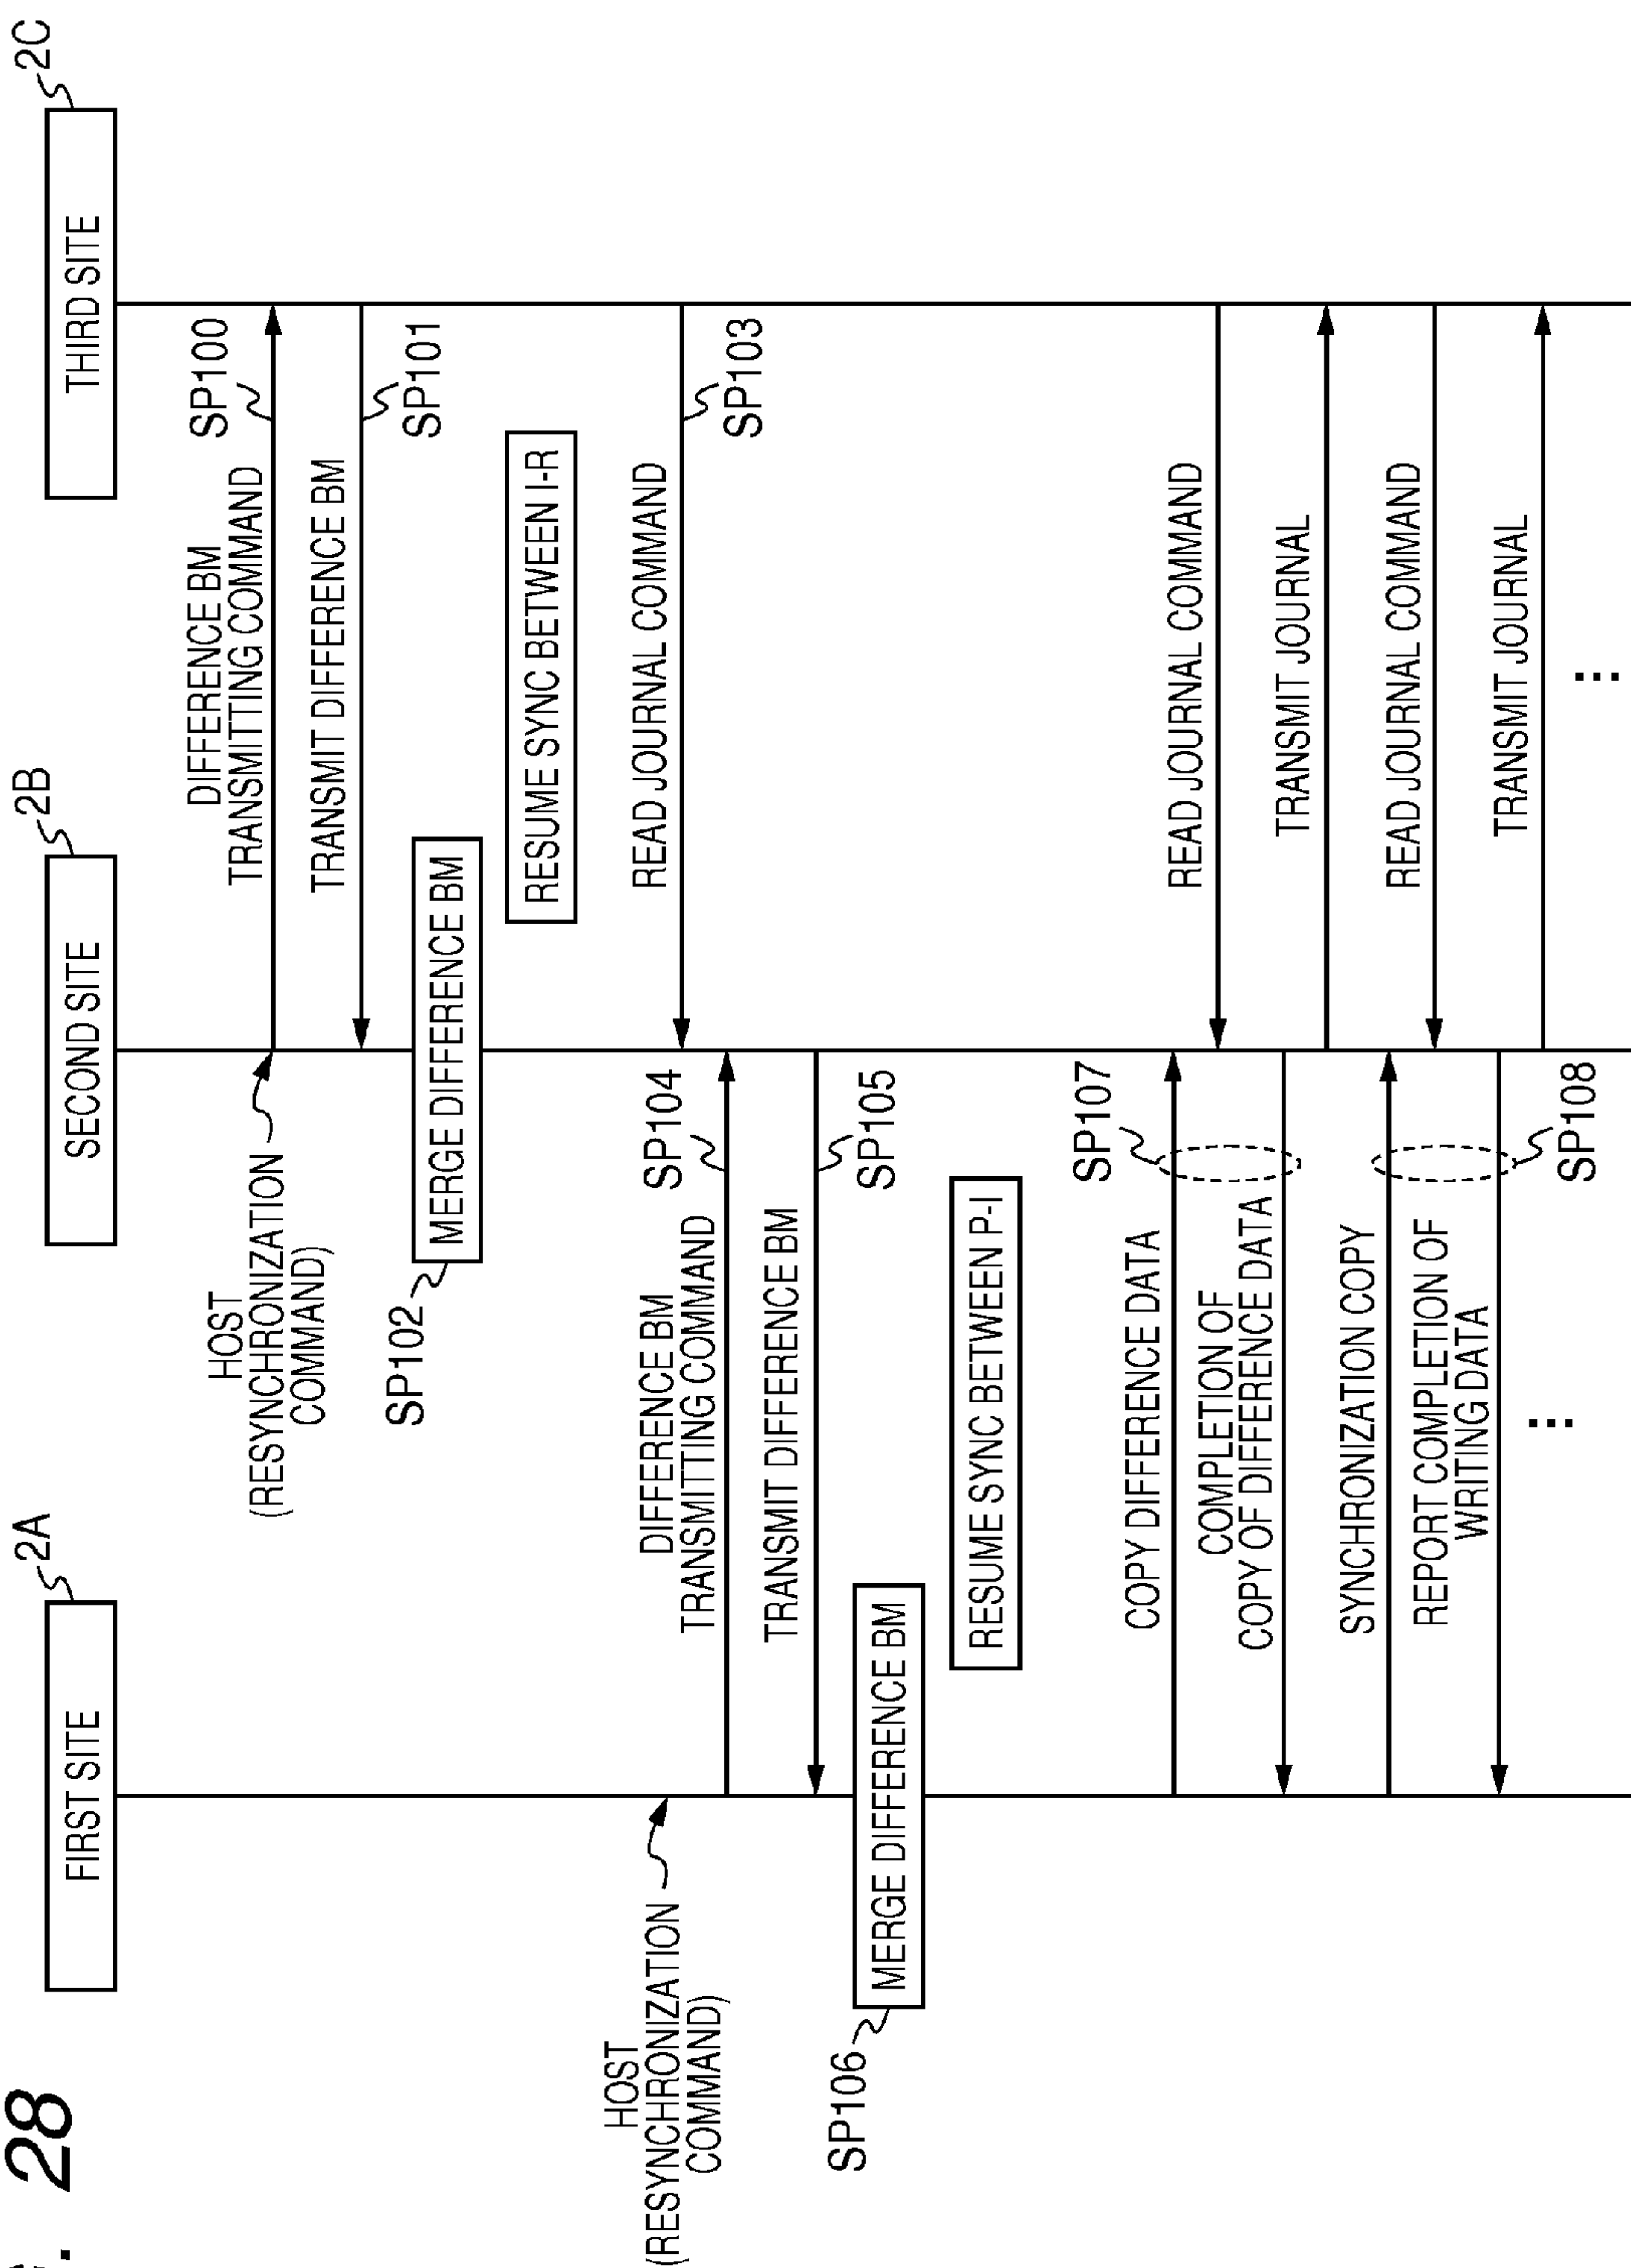 . 28
2A
2B
2C
FIRST SITE
SECOND SITE
THIRD SITE
HOST
(RESYNCHRONIZATION
COMMAND)
DIFFERENCE BM
TRANSMITTING COMMAND
SP100
TRANSMIT DIFFERENCE BM
SP101
SP102
MERGE DIFFERENCE BM
RESUME SYNC BETWEEN I-R
READ JOURNAL COMMAND
SP103
HOST
(RESYNCHRONIZATION
COMMAND)
DIFFERENCE BM
TRANSMITTING COMMAND
SP104
TRANSMIT DIFFERENCE BM
SP105
SP106
MERGE DIFFERENCE BM
RESUME SYNC BETWEEN P-I
COPY DIFFERENCE DATA
SP107
READ JOURNAL COMMAND
COMPLETION OF
COPY OF DIFFERENCE DATA
TRANSMIT JOURNAL
SYNCHRONIZATION COPY
READ JOURNAL COMMAND
REPORT COMPLETION OF
WRITING DATA
SP108
TRANSMIT JOURNAL
...
...